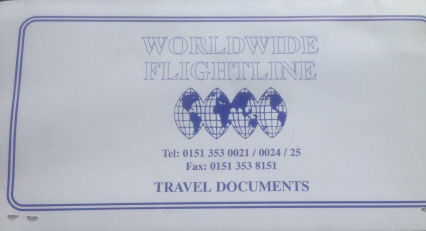 WORLDWIDE
FLIGHTLINE
Tel: 0151 353 0021 / 0024 / 25
Fax: 0151 353 8151
TRAVEL DOCUMENTS